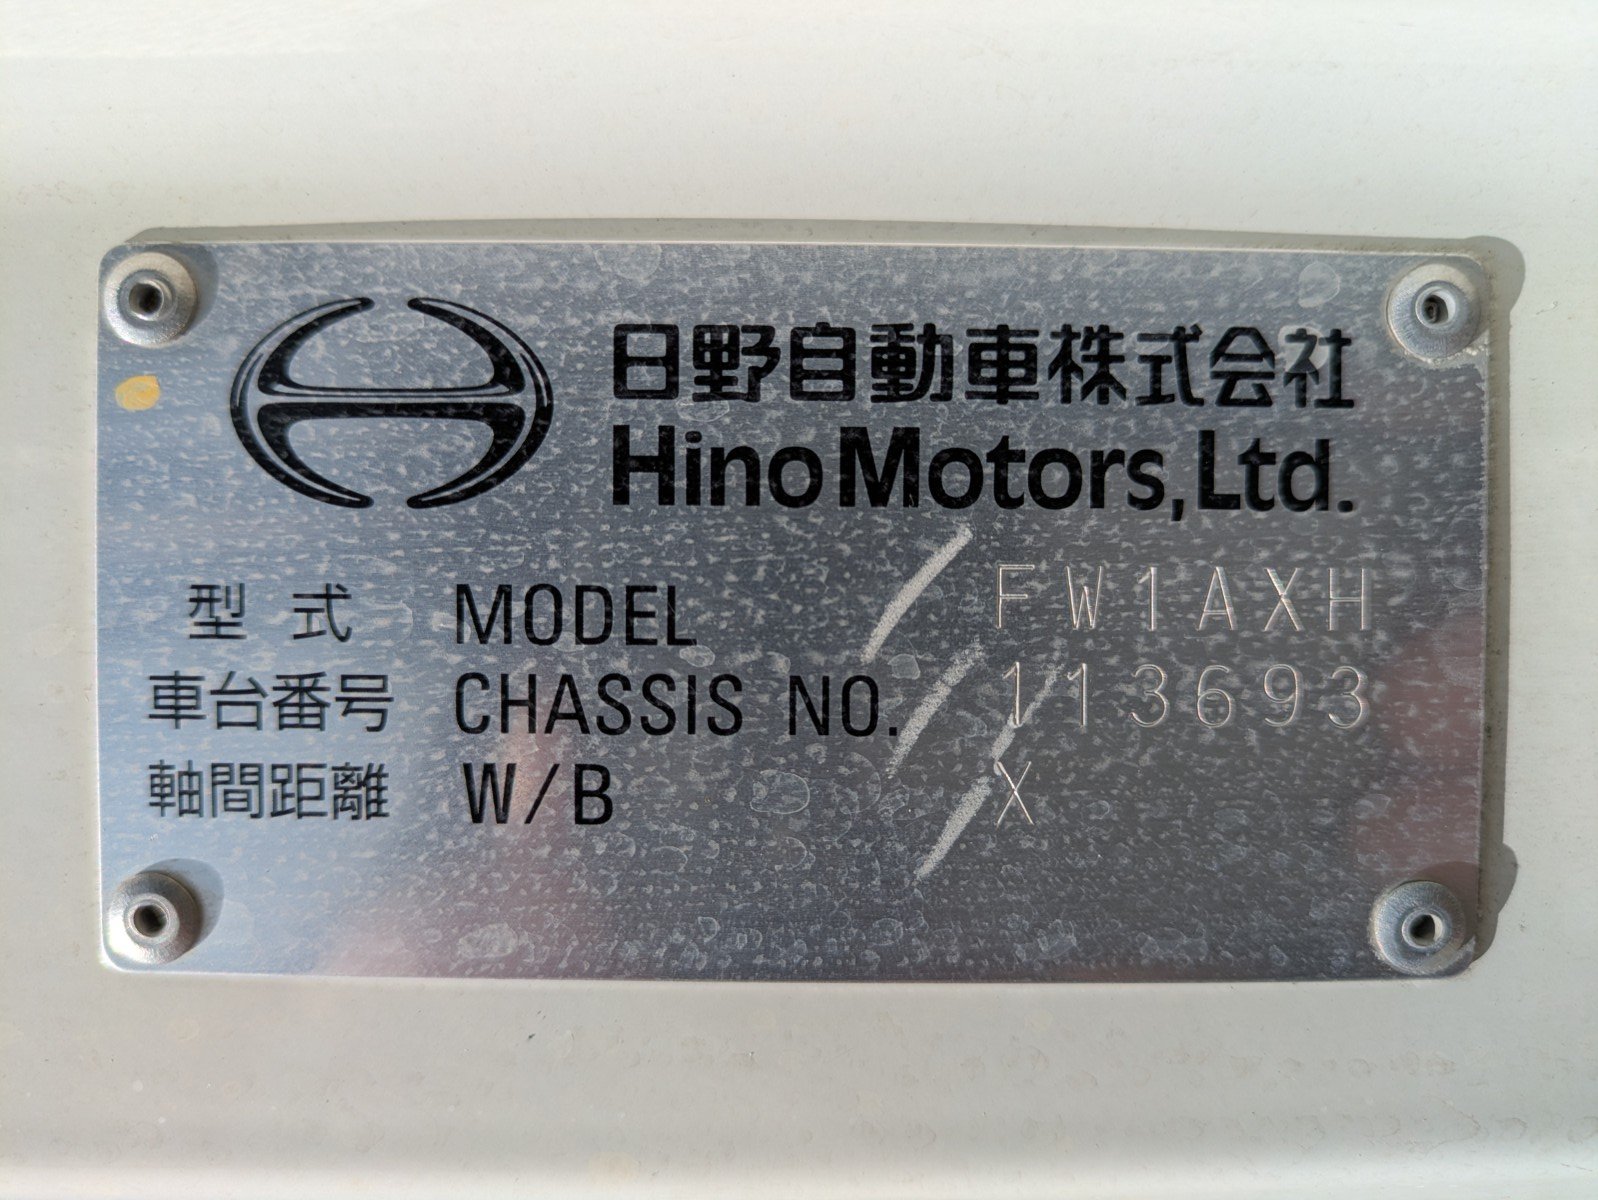 日野自動車株式会社
Hino Motors, Ltd.
型式 MODEL FW1AXH
車台番号 CHASSIS NO. 113693
軸間距離 W/B X